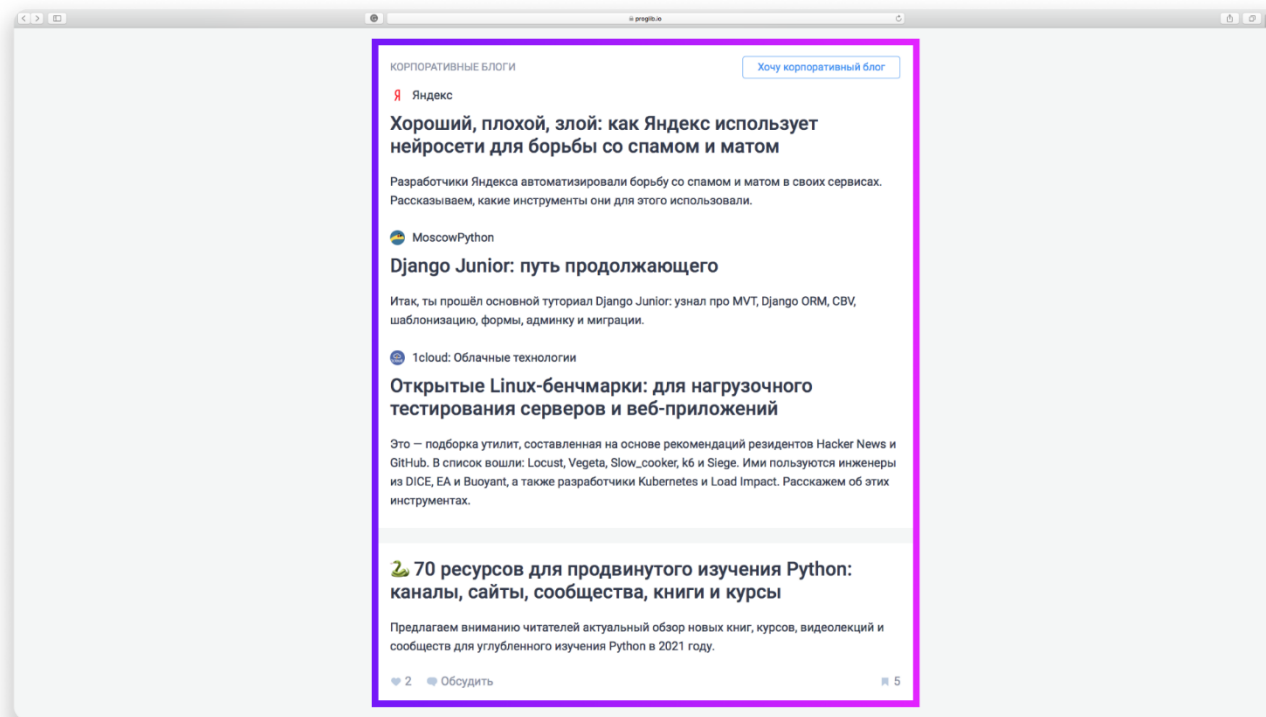 proglib.io
КОРПОРАТИВНЫЕ БЛОГИ
Хочу корпоративный блог
Я Яндекс
Хороший, плохой, злой: как Яндекс использует
нейросети для борьбы со спамом и матом
Разработчики Яндекса автоматизировали борьбу со спамом и матом в своих сервисах.
Рассказываем, какие инструменты они для этого использовали.
MoscowPython
Django Junior: путь продолжающего
Итак, ты прошёл основной туториал Django Junior: узнал про MVT, Django ORM, CBV,
шаблонизацию, формы, админку и миграции.
1cloud: Облачные технологии
Открытые Linux-бенчмарки: для нагрузочного
тестирования серверов и веб-приложений
Это — подборка утилит, составленная на основе рекомендаций резидентов Hacker News и
GitHub. В список вошли: Locust, Vegeta, Slow_cooker, k6 и Siege. Ими пользуются инженеры
из DICE, EA и Buoyant, а также разработчики Kubernetes и Load Impact. Расскажем об этих
инструментах.
70 ресурсов для продвинутого изучения Python:
каналы, сайты, сообщества, книги и курсы
Предлагаем вниманию читателей актуальный обзор новых книг, курсов, видеолекций и
сообществ для углубленного изучения Python в 2021 году.
2 Обсудить 5